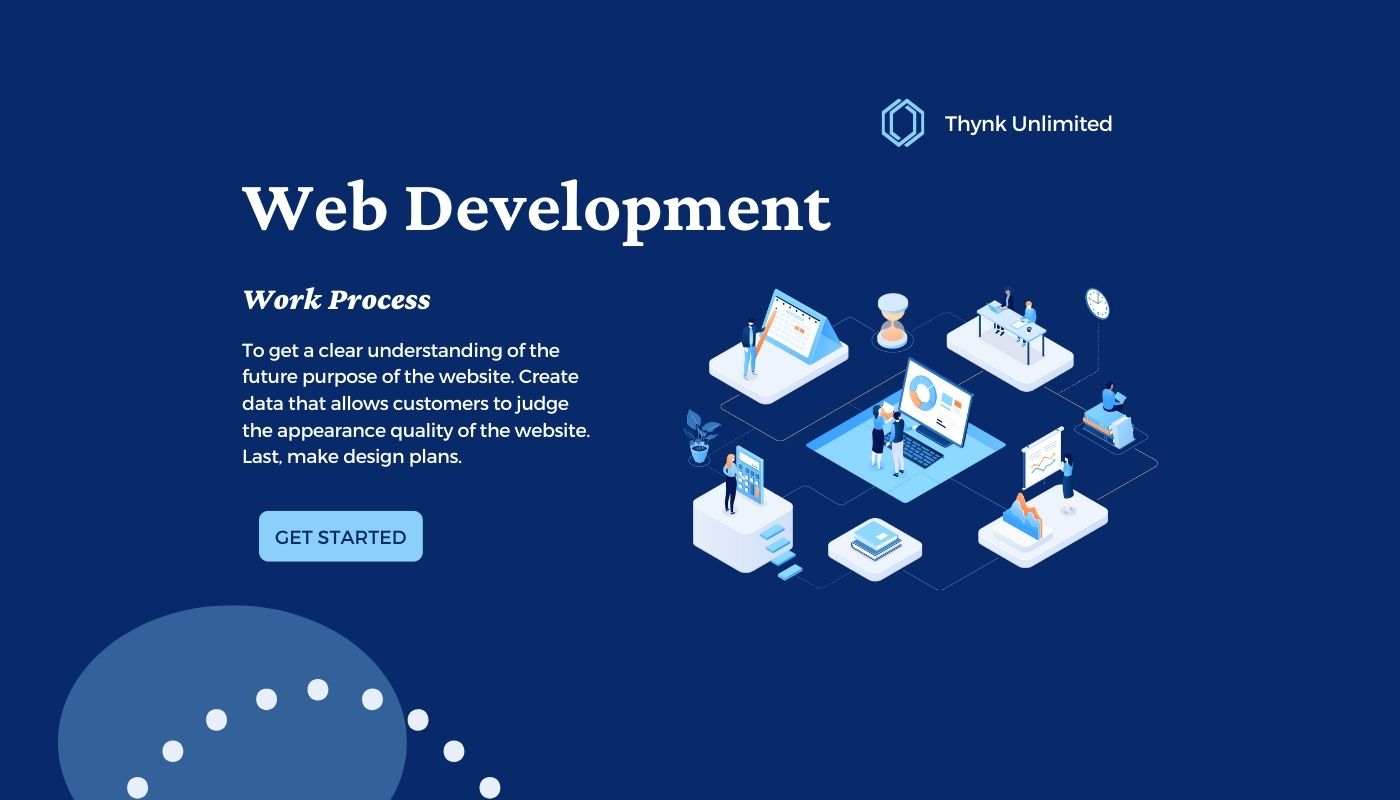 Thynk Unlimited
Web Development
Work Process
To get a clear understanding of the
future purpose of the website. Create
data that allows customers to judge
the appearance quality of the website.
Last, make design plans.
GET STARTED